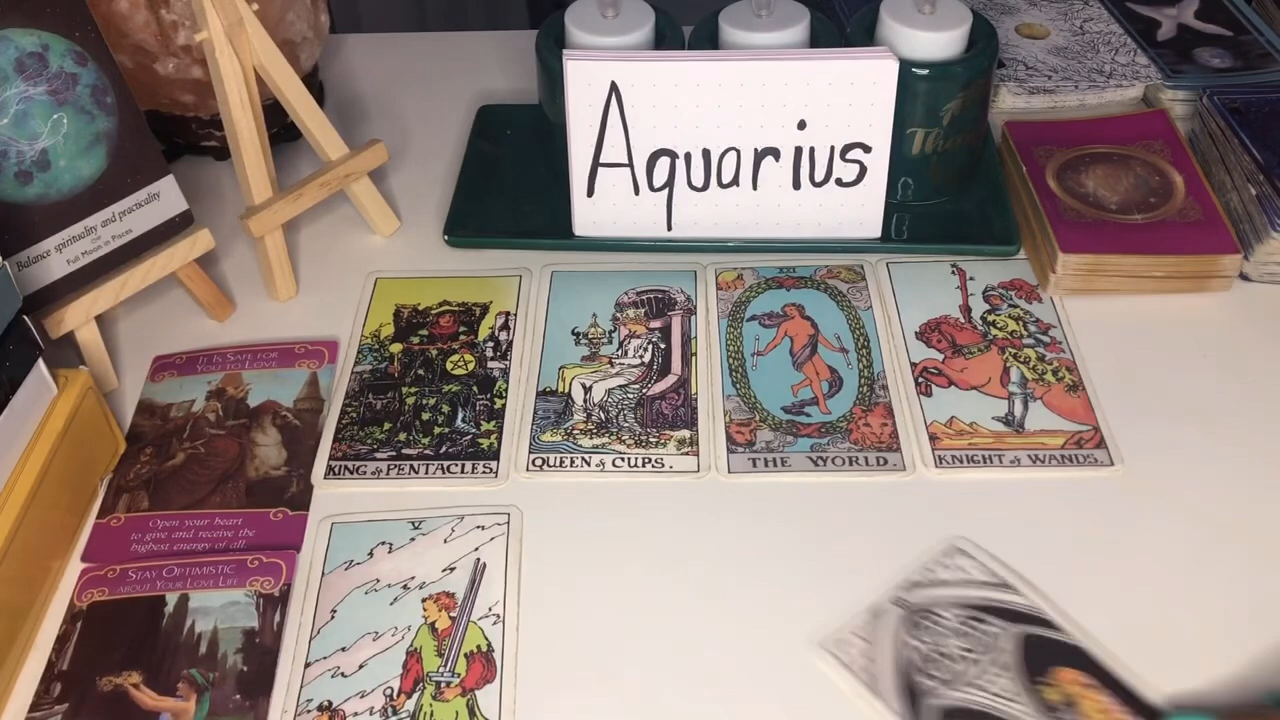 Aquarius
Balance spirituality and practicality
Full Moon in Pisces
IT IS SAFE FOR
YOU TO LOVE
Open your heart
to give and receive the
highest energy of all.
STAY OPTIMISTIC
ABOUT YOUR LOVE LIFE
KING of PENTACLES.
QUEEN of CUPS.
XXI
THE WORLD.
KNIGHT of WANDS.
V